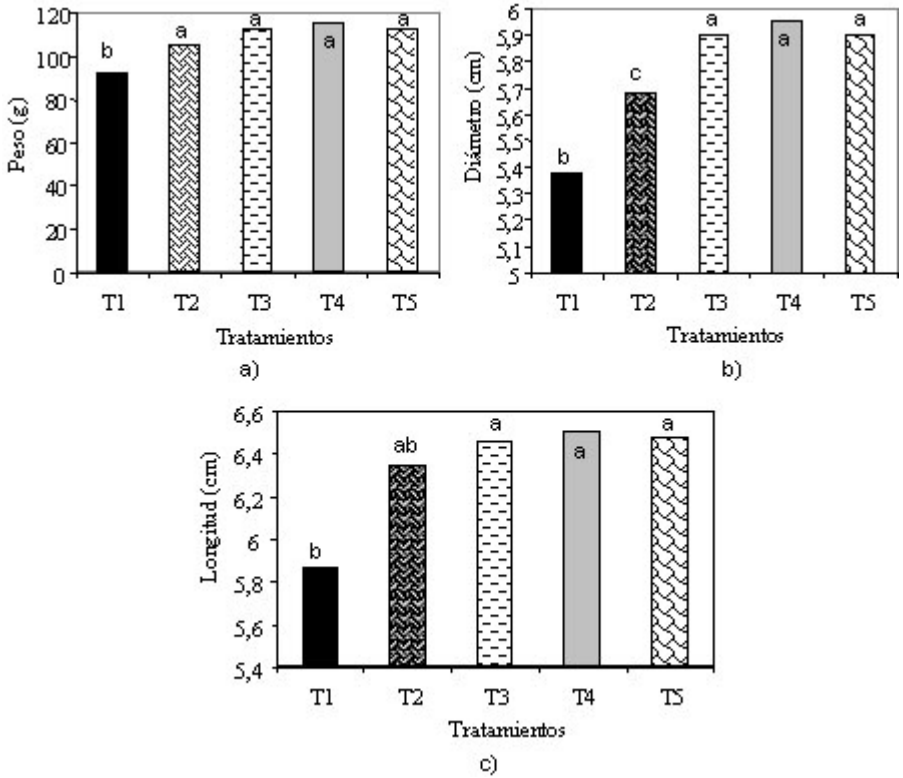 Peso (g)
120
100
80
60
40
20
0
b
a
a
a
a
T1 T2 T3 T4 T5
Tratamientos
a)
Diámetro (cm)
6
5,9
5,8
5,7
5,6
5,5
5,4
5,3
5,2
5,1
5
b
c
a
a
a
T1 T2 T3 T4 T5
Tratamientos
b)
Longitud (cm)
6,6
6,4
6,2
6
5,8
5,6
5,4
b
ab
a
a
a
T1 T2 T3 T4 T5
Tratamientos
c)